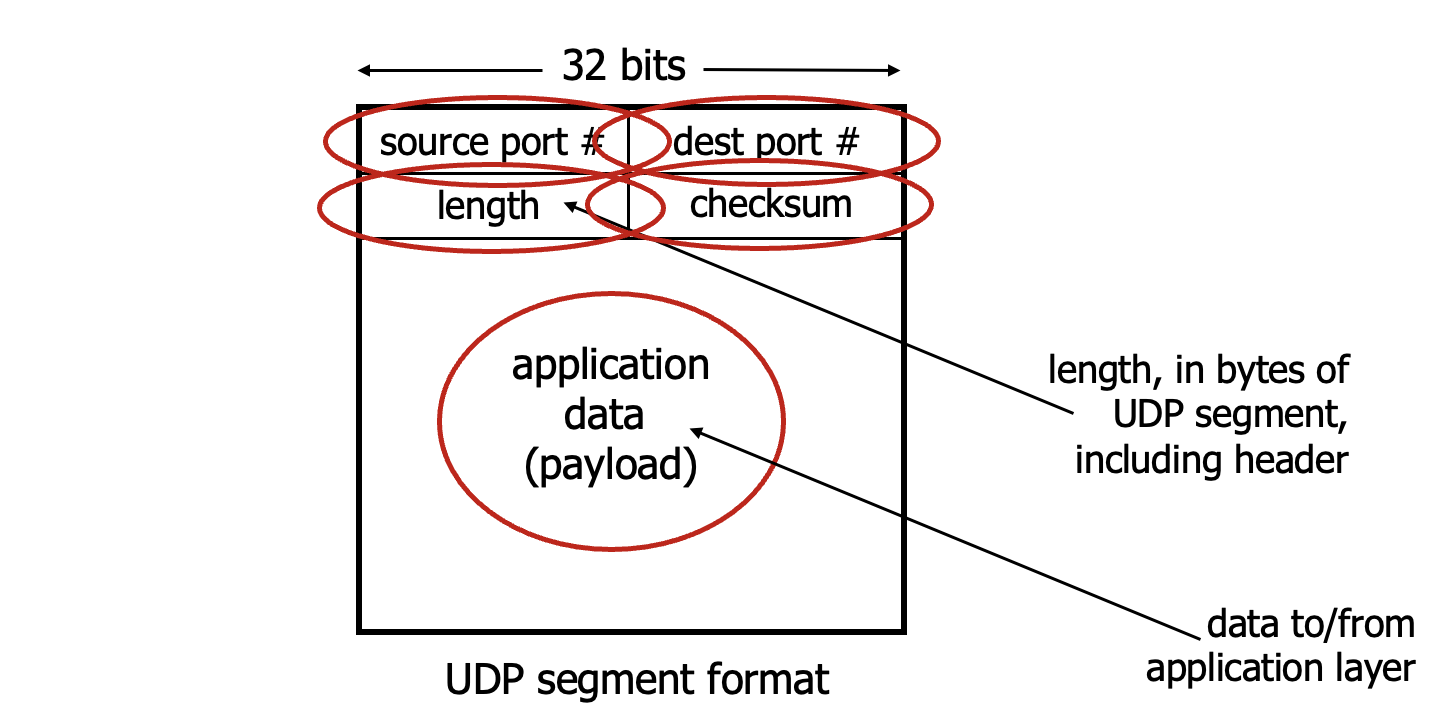 32 bits
source port #
dest port #
length
checksum
application
data
(payload)
length, in bytes of
UDP segment,
including header
data to/from
application layer
UDP segment format